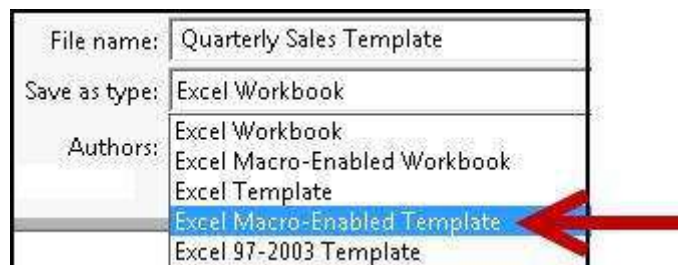 File name: Quarterly Sales Template
Save as type: Excel Workbook
Authors:
Excel Workbook
Excel Macro-Enabled Workbook
Excel Template
Excel Macro-Enabled Template
Excel 97-2003 Template